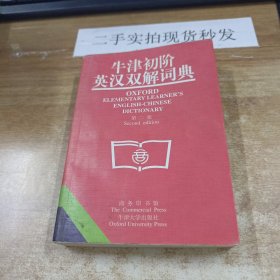 二手实拍现货秒发
牛津初阶
英汉双解词典
OXFORD
ELEMENTARY LEARNER'S
ENGLISH-CHINESE
DICTIONARY
第二版
Second edition
商务印书馆
The Commercial Press
牛津大学出版社
Oxford University Press